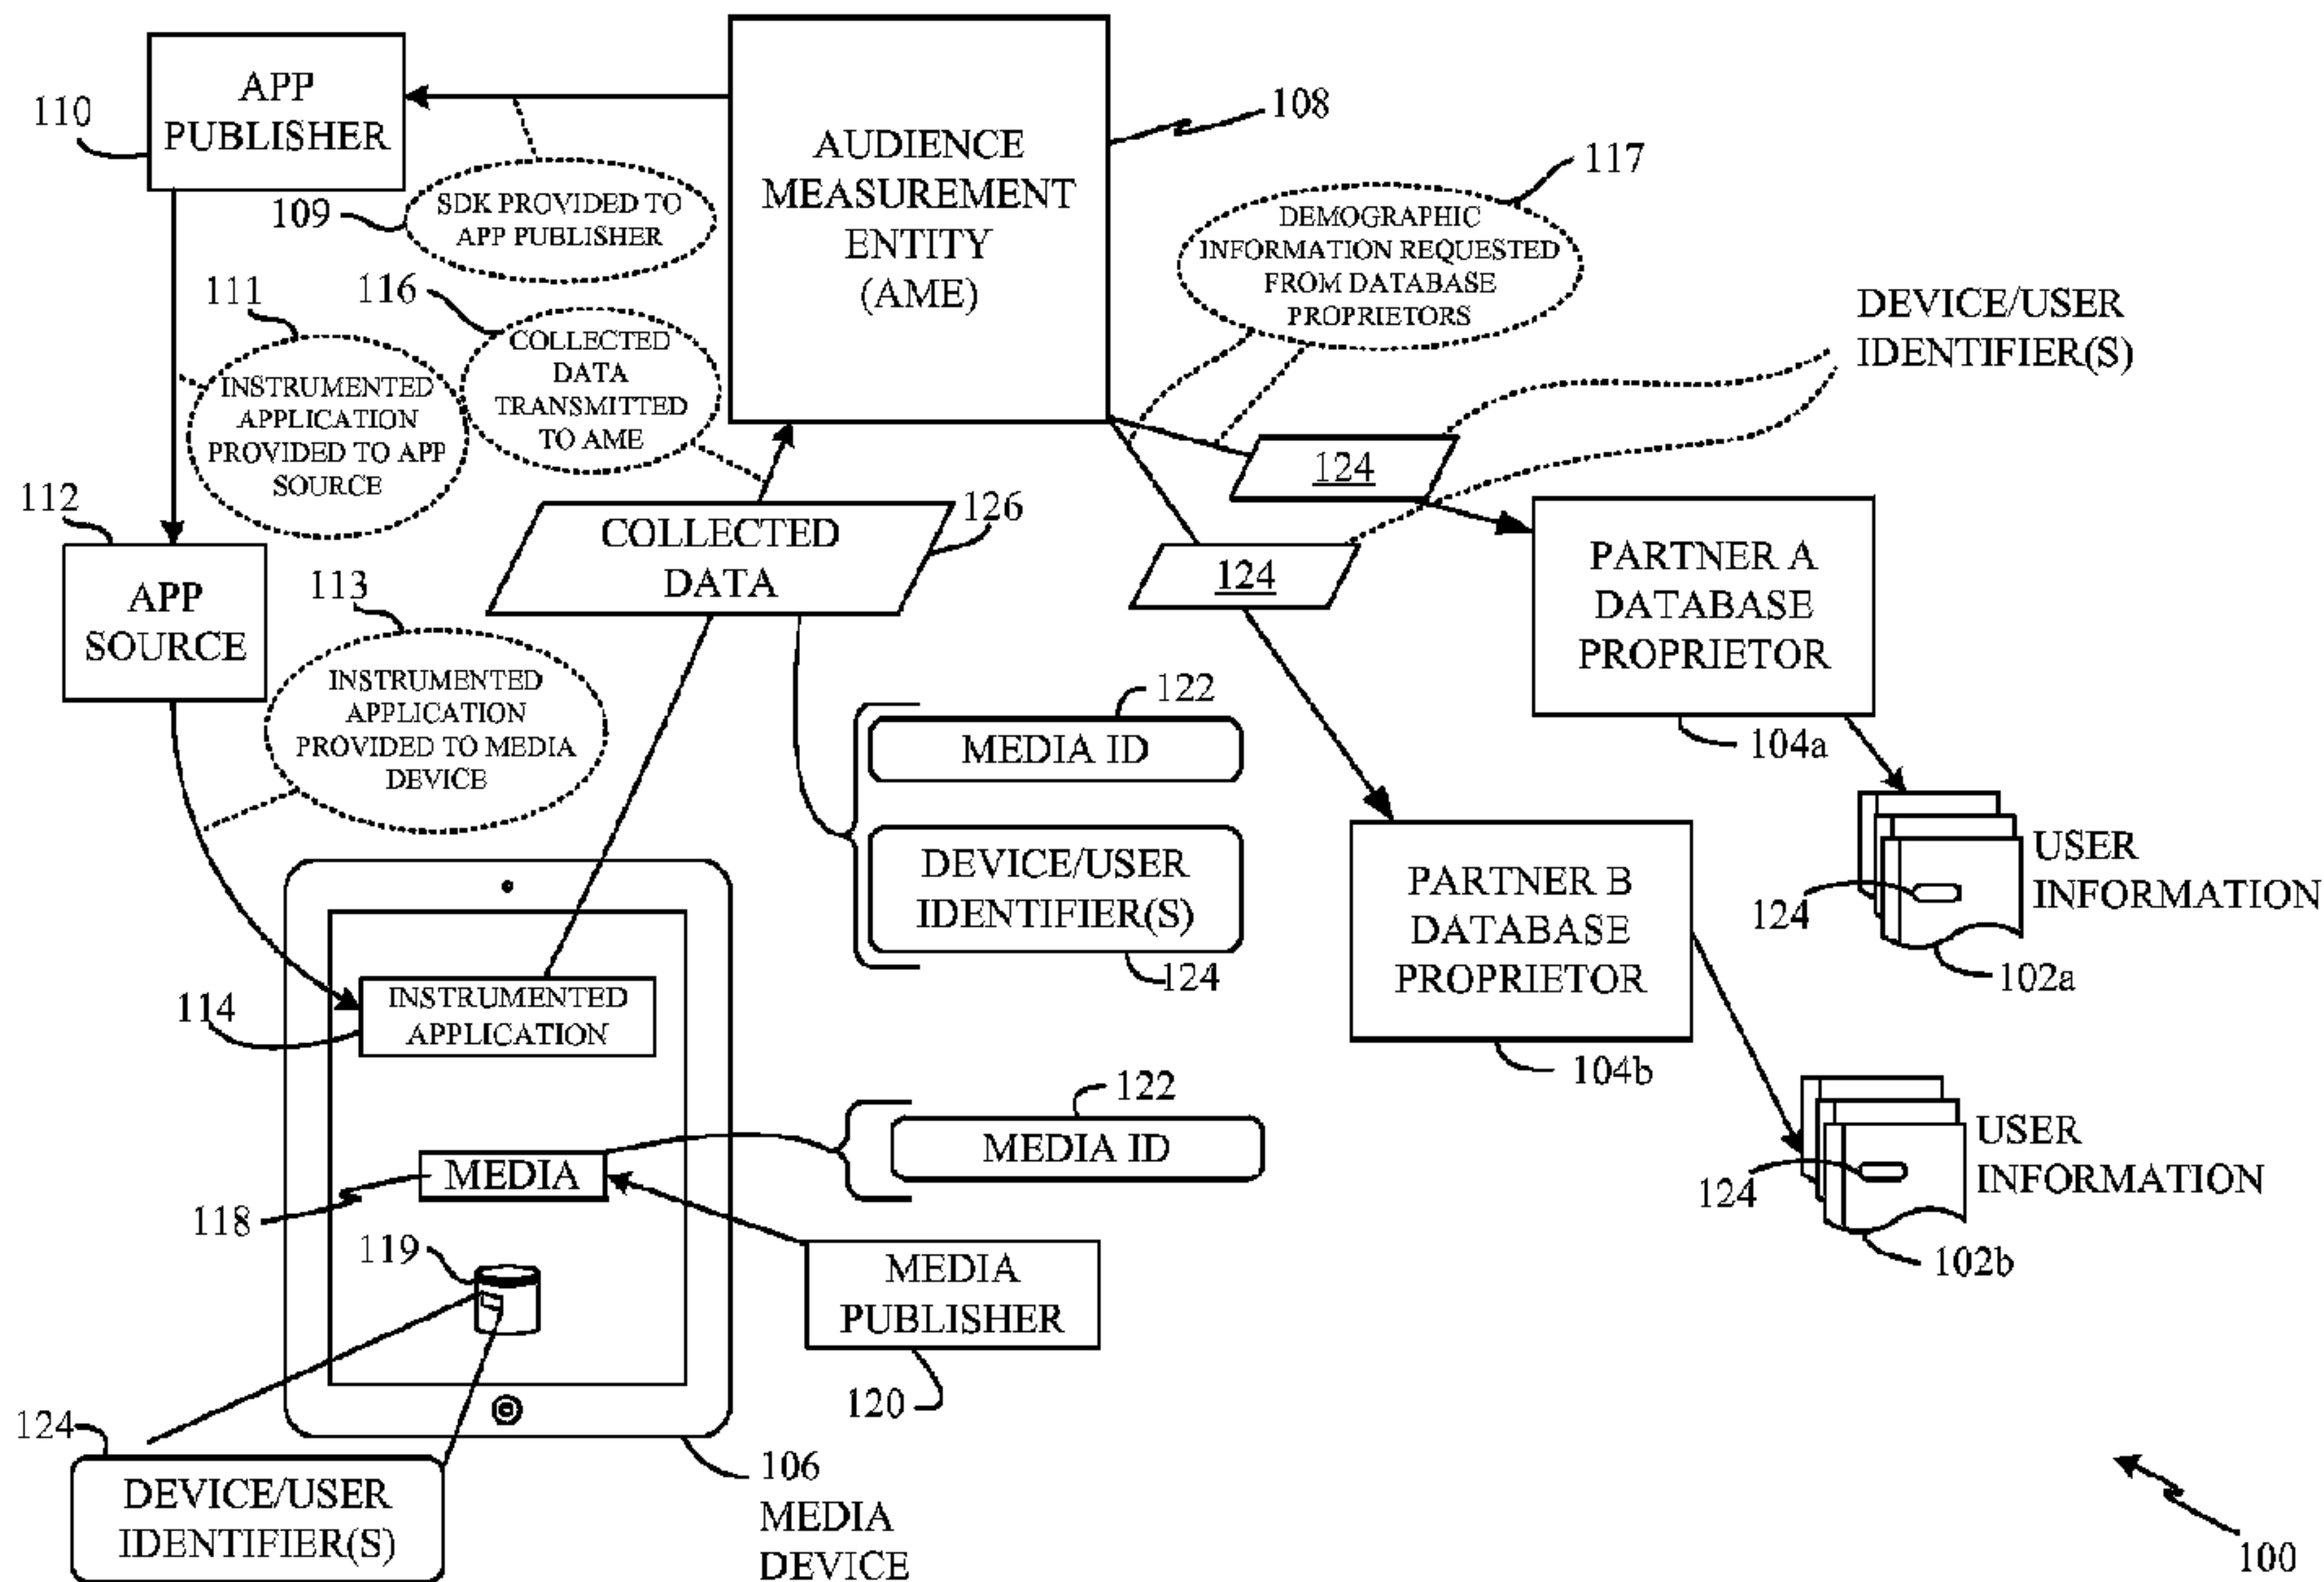 110
APP
PUBLISHER
AUDIENCE
MEASUREMENT
ENTITY
(AME)
108
109
SDK PROVIDED TO
APP PUBLISHER
117
DEMOGRAPHIC
INFORMATION REQUESTED
FROM DATABASE
PROPRIETORS
111
INSTRUMENTED
APPLICATION
PROVIDED TO APP
SOURCE
116
COLLECTED
DATA
TRANSMITTED
TO AME
DEVICE/USER
IDENTIFIER(S)
124
124
112
APP
SOURCE
113
INSTRUMENTED
APPLICATION
PROVIDED TO MEDIA
DEVICE
COLLECTED
DATA
126
PARTNER A
DATABASE
PROPRIETOR
104a
122
MEDIA ID
DEVICE/USER
IDENTIFIER(S)
124
PARTNER B
DATABASE
PROPRIETOR
104b
124
USER
INFORMATION
102a
114
INSTRUMENTED
APPLICATION
122
MEDIA ID
124
USER
INFORMATION
102b
118
MEDIA
119
MEDIA
PUBLISHER
120
124
DEVICE/USER
IDENTIFIER(S)
106
MEDIA
DEVICE
100